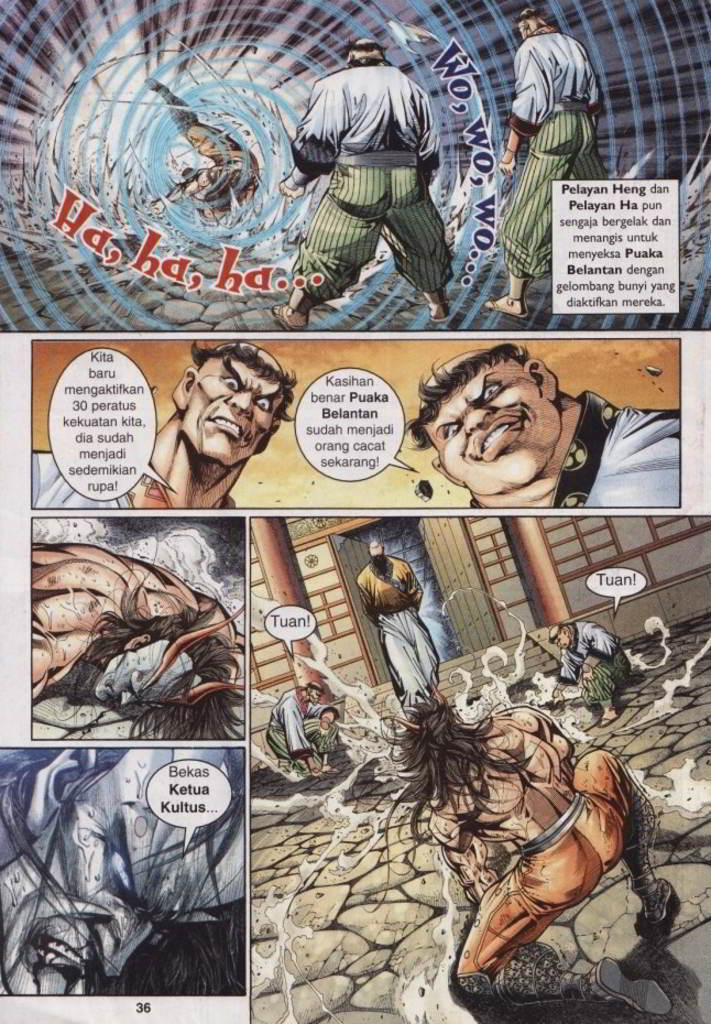 Wo, wo, wo...
Ha, ha, ha...
Pelayan Heng dan
Pelayan Ha pun
sengaja bergelak dan
menangis untuk
menyeksa Puaka
Belantan dengan
gelombang bunyi yang
diaktifkan mereka.
Kita
baru
mengaktifkan
30 peratus
kekuatan kita,
dia sudah
menjadi
sedemikian
rupa!
Kasihan
benar Puaka
Belantan
sudah menjadi
orang cacat
sekarang!
Tuan!
Tuan!
Bekas
Ketua
Kultus...
36